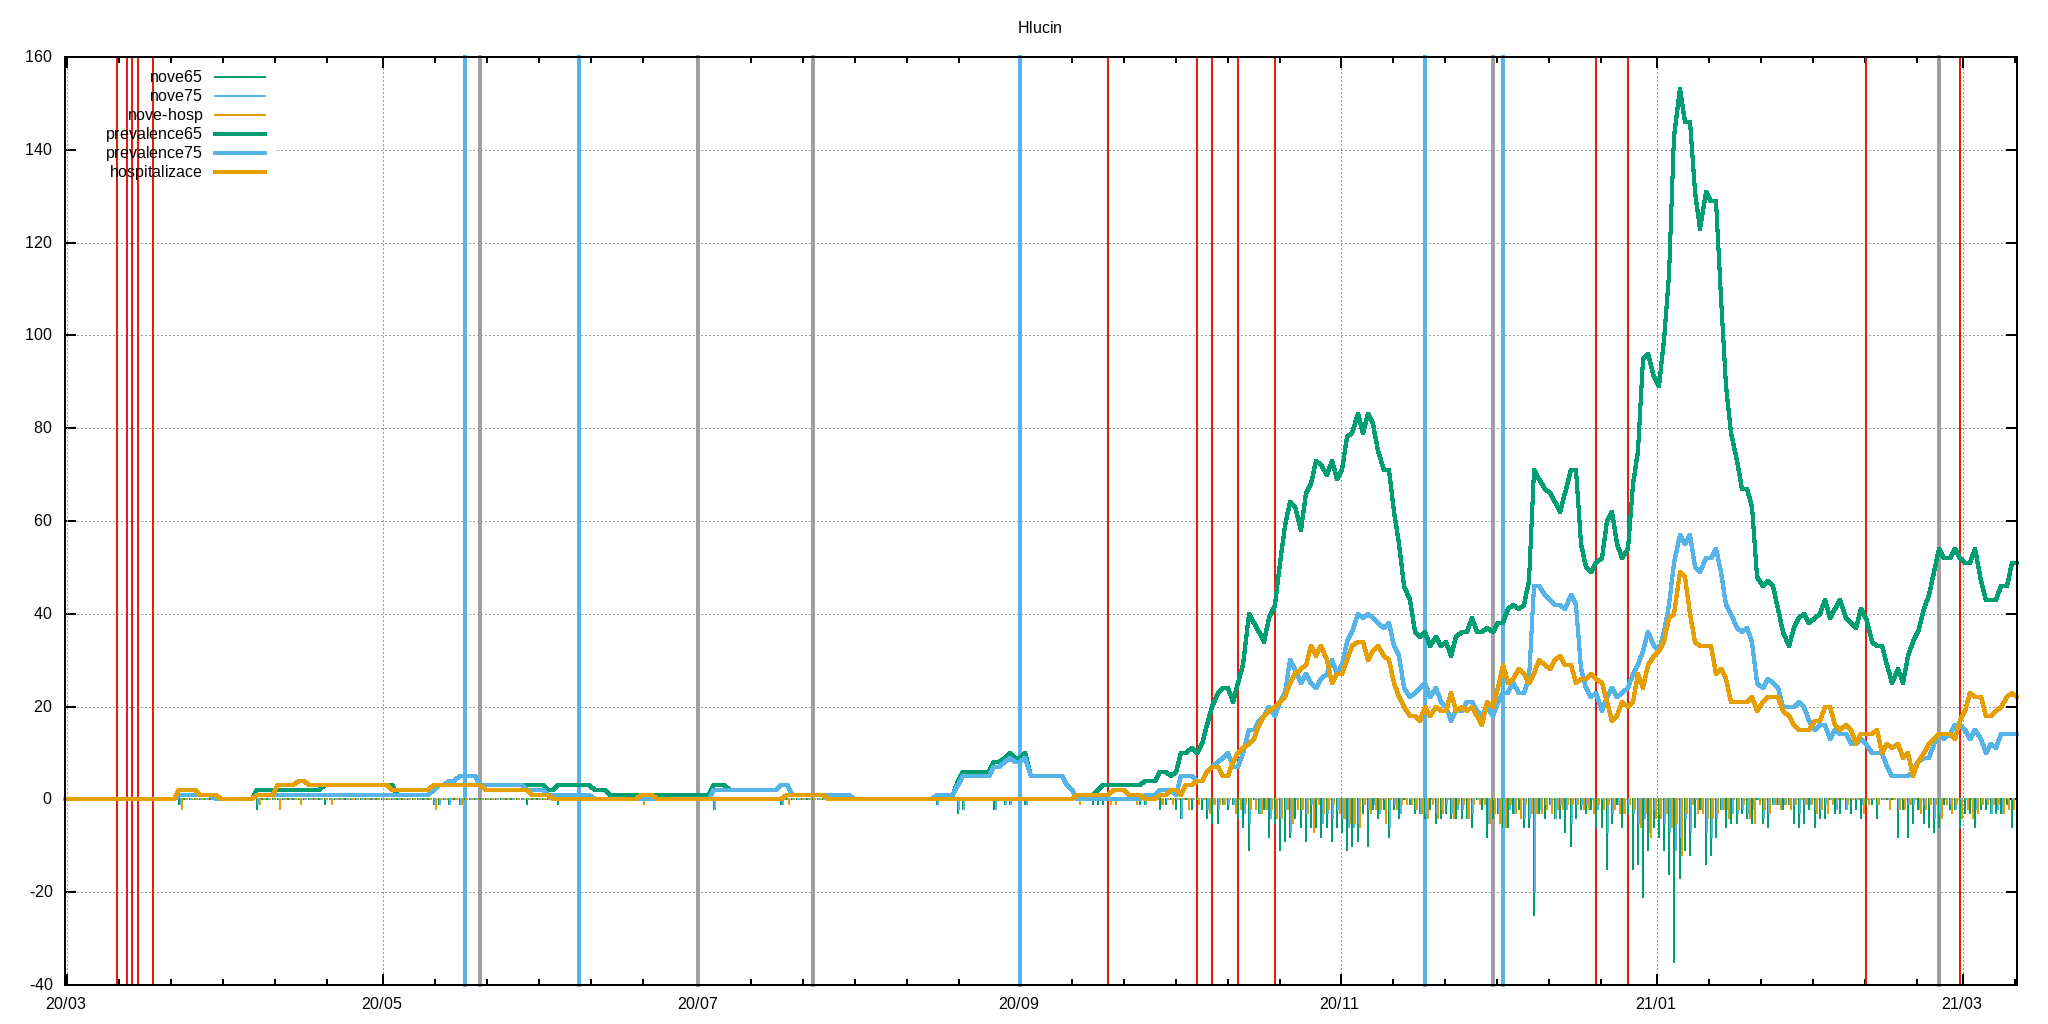 Hlucin
160
140
120
100
80
60
40
20
0
-20
-40
nove65
nove75
nove-hosp
prevalence65
prevalence75
hospitalizace
20/03 20/05 20/07 20/09 20/11 21/01 21/03